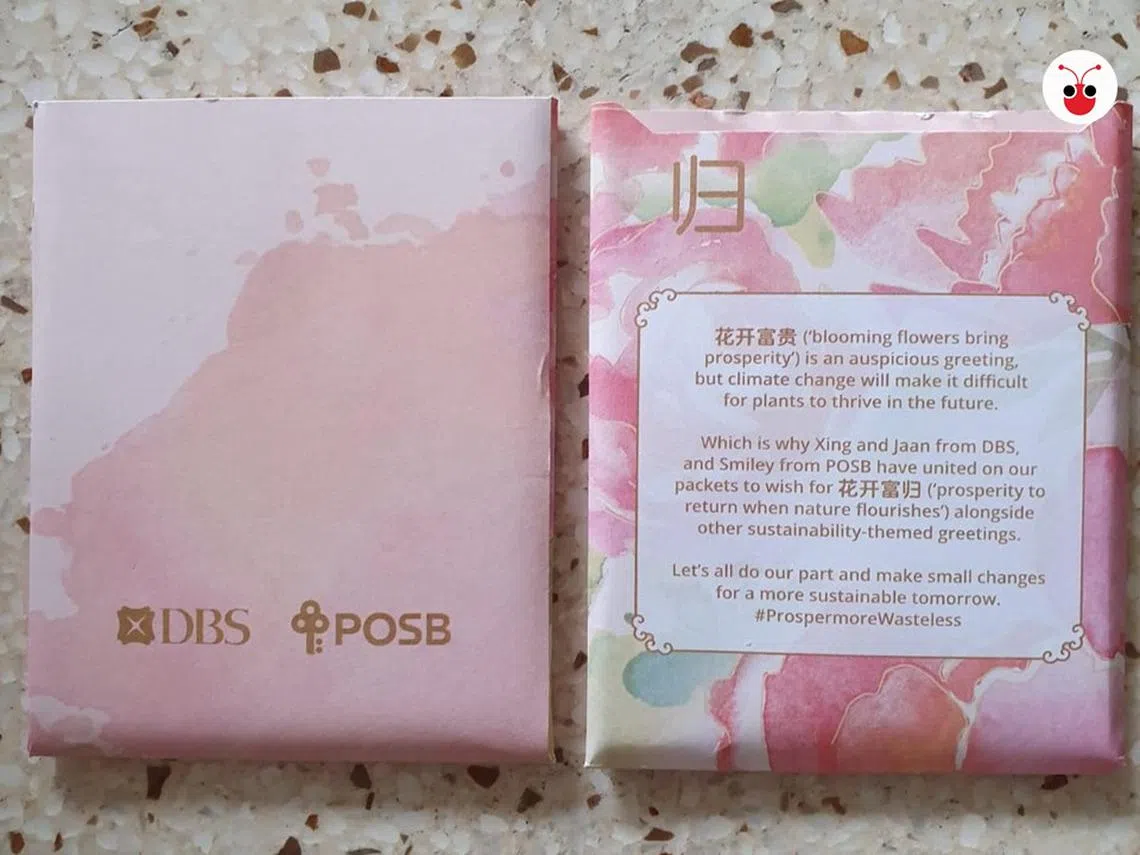 DBS POSB
归
花开富贵 (‘blooming flowers bring
prosperity’) is an auspicious greeting,
but climate change will make it difficult
for plants to thrive in the future.
Which is why Xing and Jaan from DBS,
and Smiley from POSB have united on our
packets to wish for 花开富归 (‘prosperity to
return when nature flourishes’) alongside
other sustainability-themed greetings.
Let’s all do our part and make small changes
for a more sustainable tomorrow.
#ProspermoreWasteless